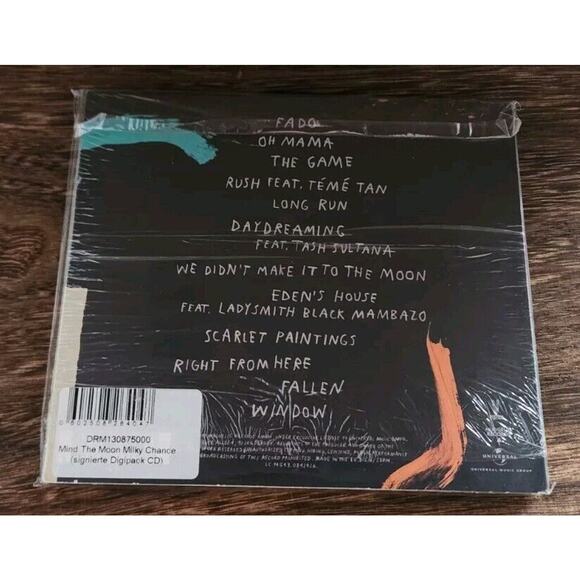 FADO
OH MAMA
THE GAME
RUSH FEAT. TÉMÉ TAN
LONG RUN
DAYDREAMING
FEAT. TASH SULTANA
WE DIDN'T MAKE IT TO THE MOON
EDEN'S HOUSE
FEAT. LADYSMITH BLACK MAMBAZO
SCARLET PAINTINGS
RIGHT FROM HERE
FALLEN
WINDOW
DRM130875000
Mind The Moon Milky Chance
(signierte Digipack CD)
UNIVERSAL
UNIVERSAL MUSIC GROUP